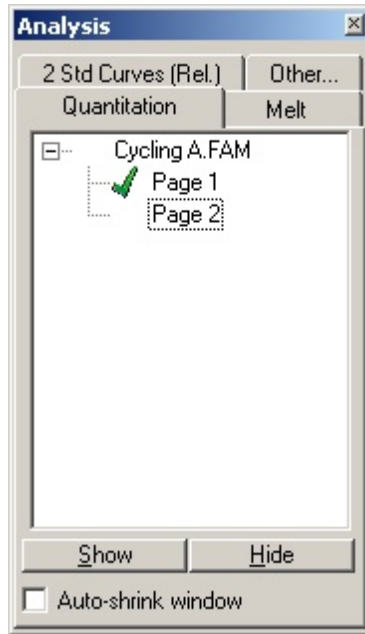 Analysis
2 Std Curves (Rel.)
Other...
Quantitation
Melt
Cycling A.FAM
Page 1
Page 2
Show
Hide
Auto-shrink window